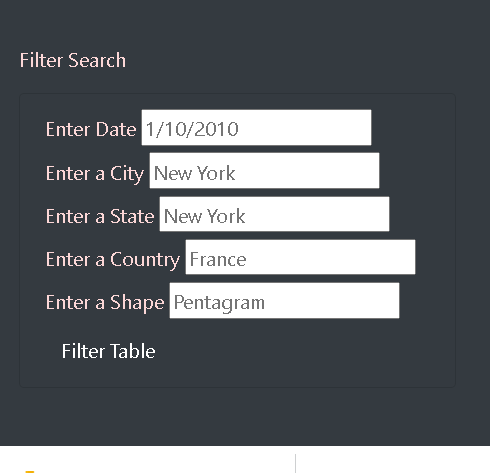 Filter Search
Enter Date 1/10/2010
Enter a City New York
Enter a State New York
Enter a Country France
Enter a Shape Pentagram
Filter Table